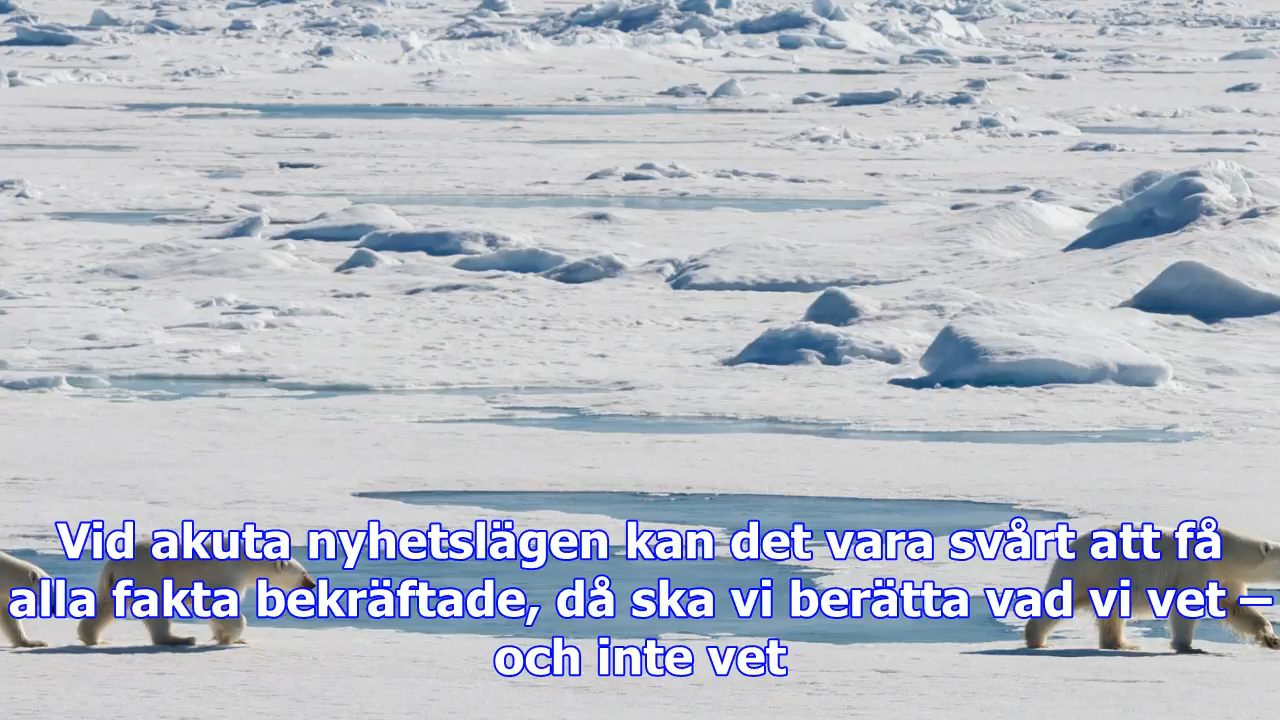 Vid akuta nyhetslägen kan det vara svårt att få
alla fakta bekräftade, då ska vi berätta vad vi vet –
och inte vet